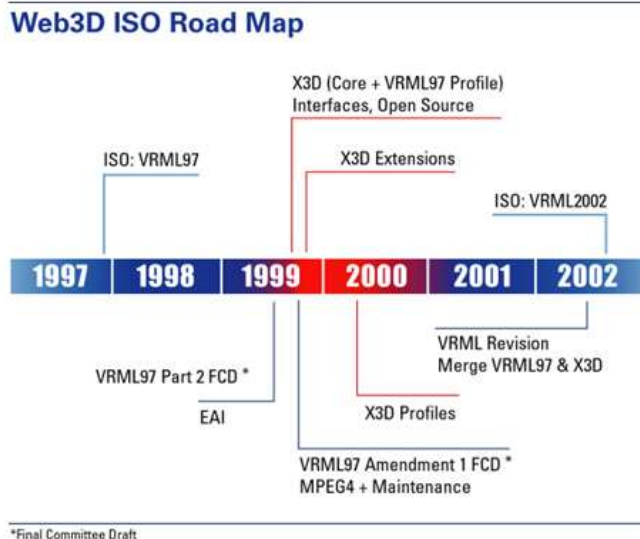 Web3D ISO Road Map
X3D (Core + VRML97 Profile)
Interfaces, Open Source
ISO: VRML97
X3D Extensions
ISO: VRML2002
1997 1998 1999 2000 2001 2002
VRML Revision
Merge VRML97 & X3D
VRML97 Part 2 FCD *
EAI
X3D Profiles
VRML97 Amendment 1 FCD *
MPEG4 + Maintenance
*Final Committee Draft